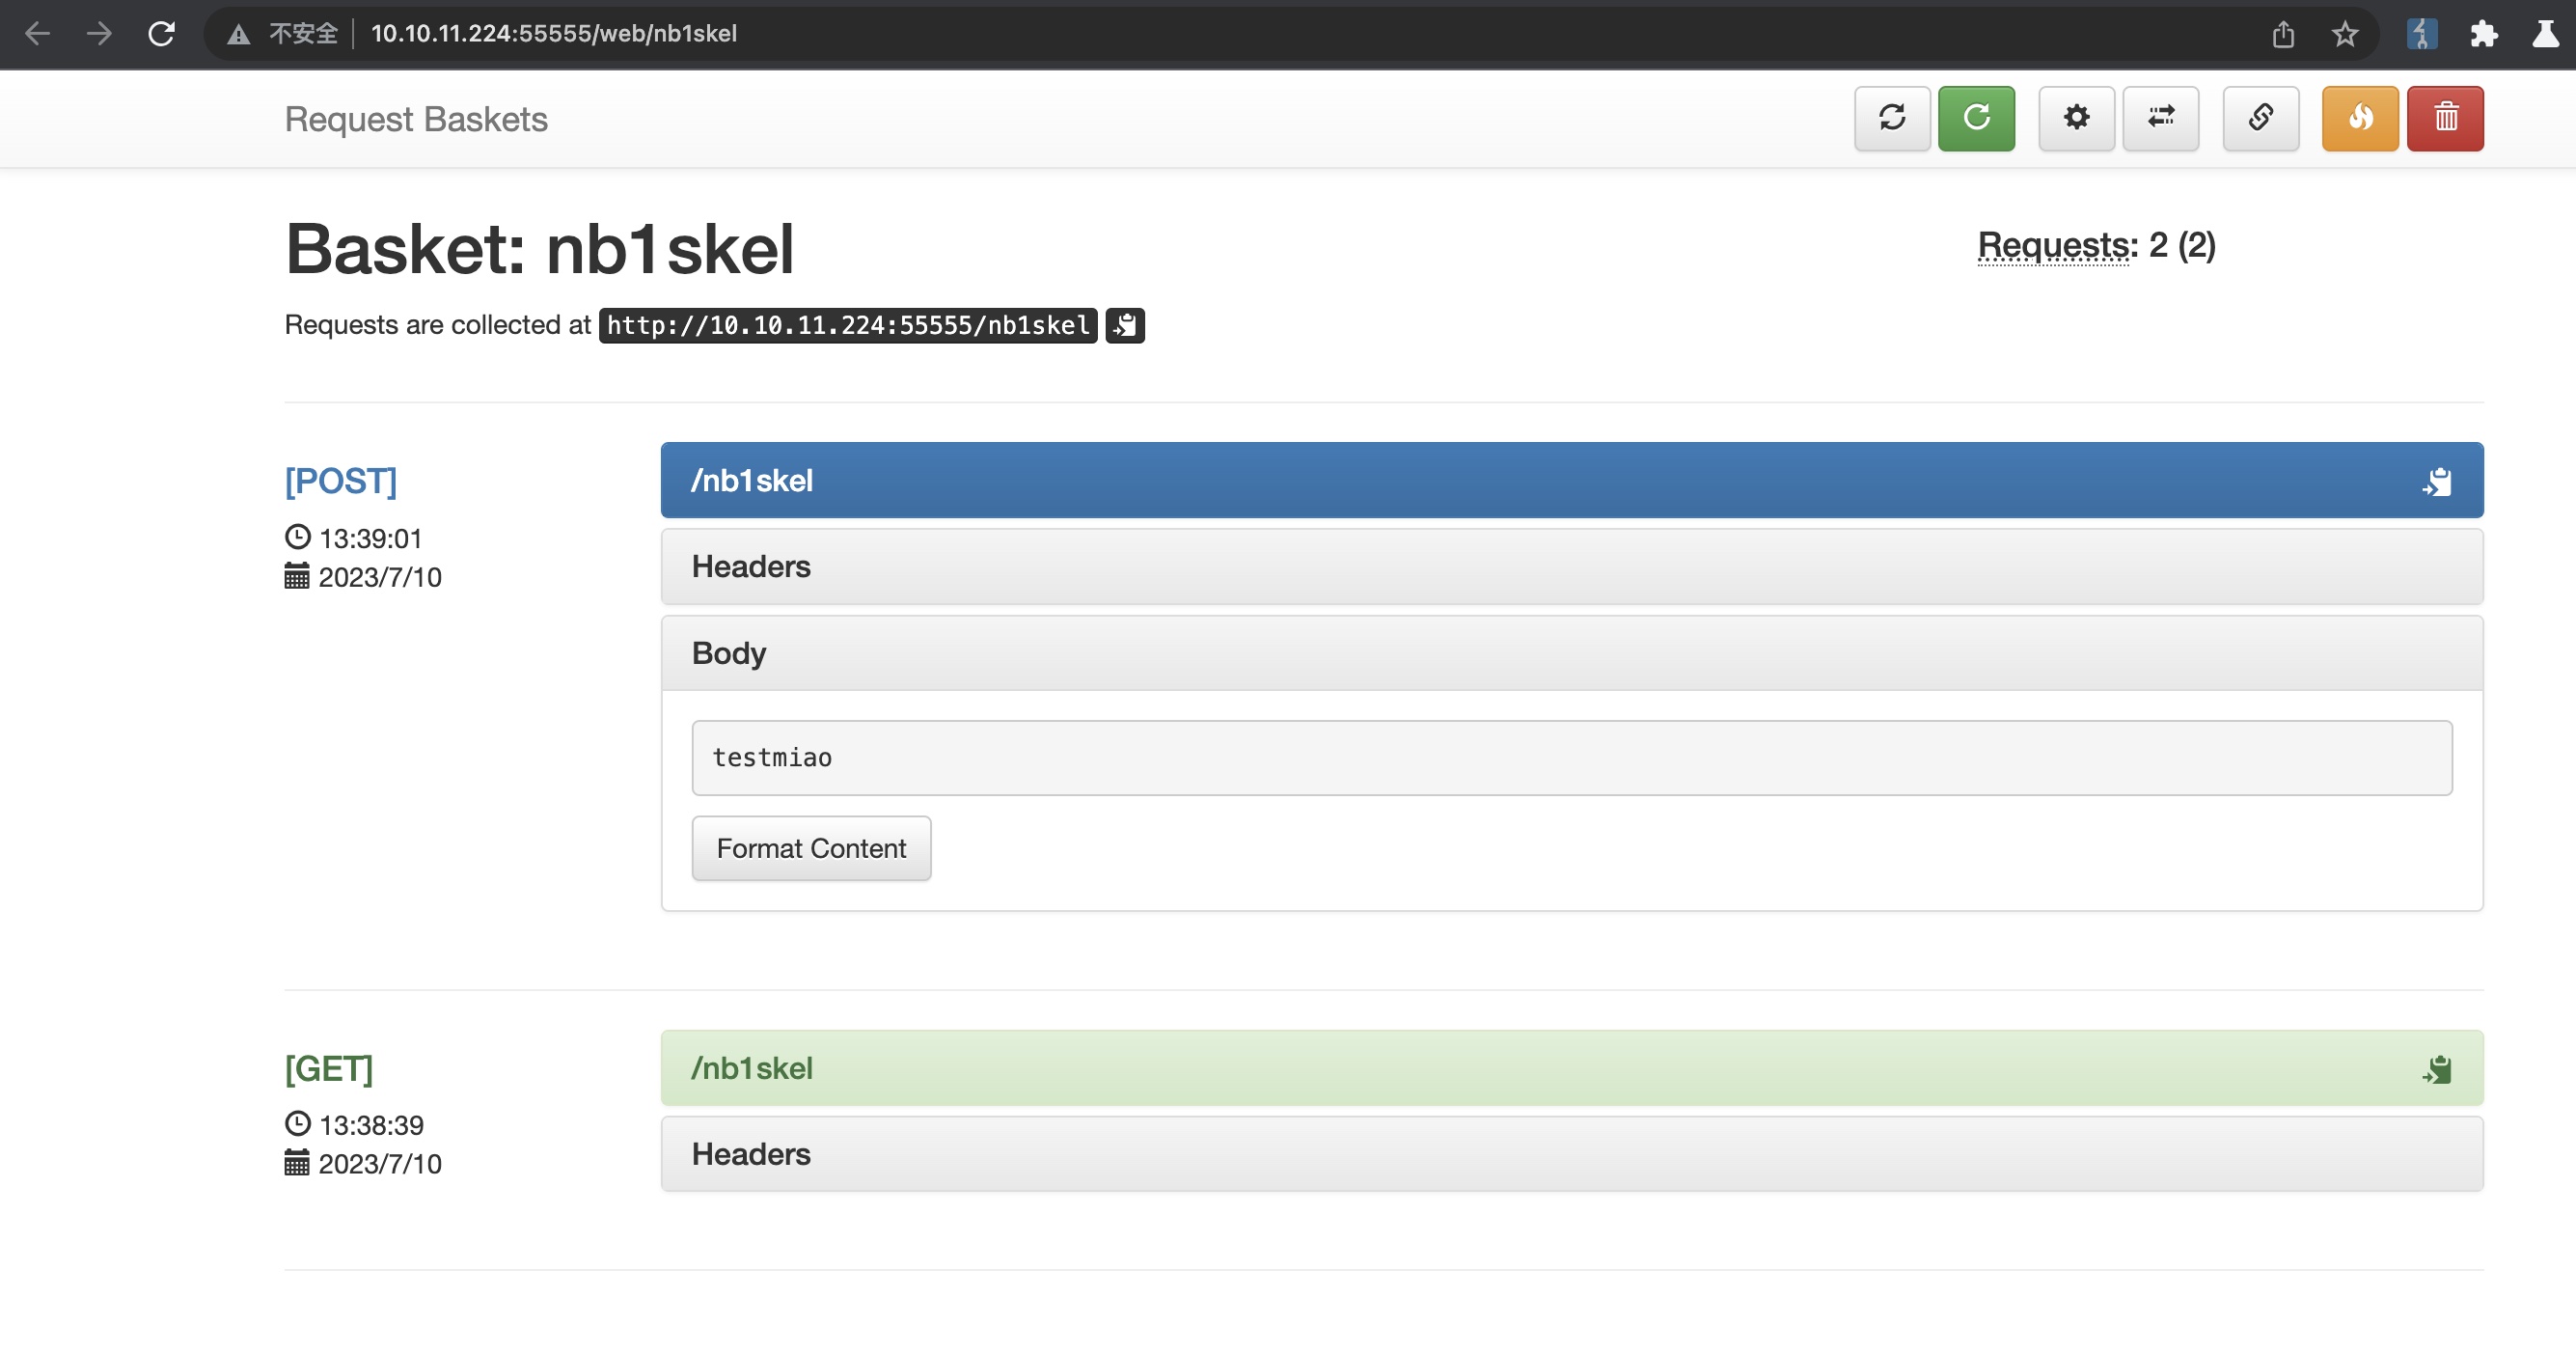 不安全 10.10.11.224:55555/web/nb1skel
Request Baskets
Basket: nb1skel
Requests: 2 (2)
Requests are collected at http://10.10.11.224:55555/nb1skel
[POST]
/nb1skel
13:39:01
2023/7/10
Headers
Body
testmiao
Format Content
[GET]
/nb1skel
13:38:39
2023/7/10
Headers